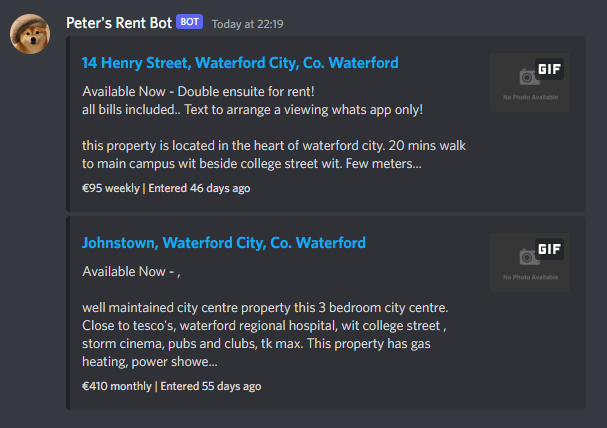 Peter's Rent Bot BOT Today at 22:19
14 Henry Street, Waterford City, Co. Waterford
GIF
No Photo Available
Available Now - Double ensuite for rent!
all bills included.. Text to arrange a viewing whats app only!
this property is located in the heart of waterford city. 20 mins walk
to main campus wit beside college street wit. Few meters...
€95 weekly | Entered 46 days ago
Johnstown, Waterford City, Co. Waterford
GIF
No Photo Available
Available Now - ,
well maintained city centre property this 3 bedroom city centre.
Close to tesco's, waterford regional hospital, wit college street ,
storm cinema, pubs and clubs, tk max. This property has gas
heating, power showe...
€410 monthly | Entered 55 days ago